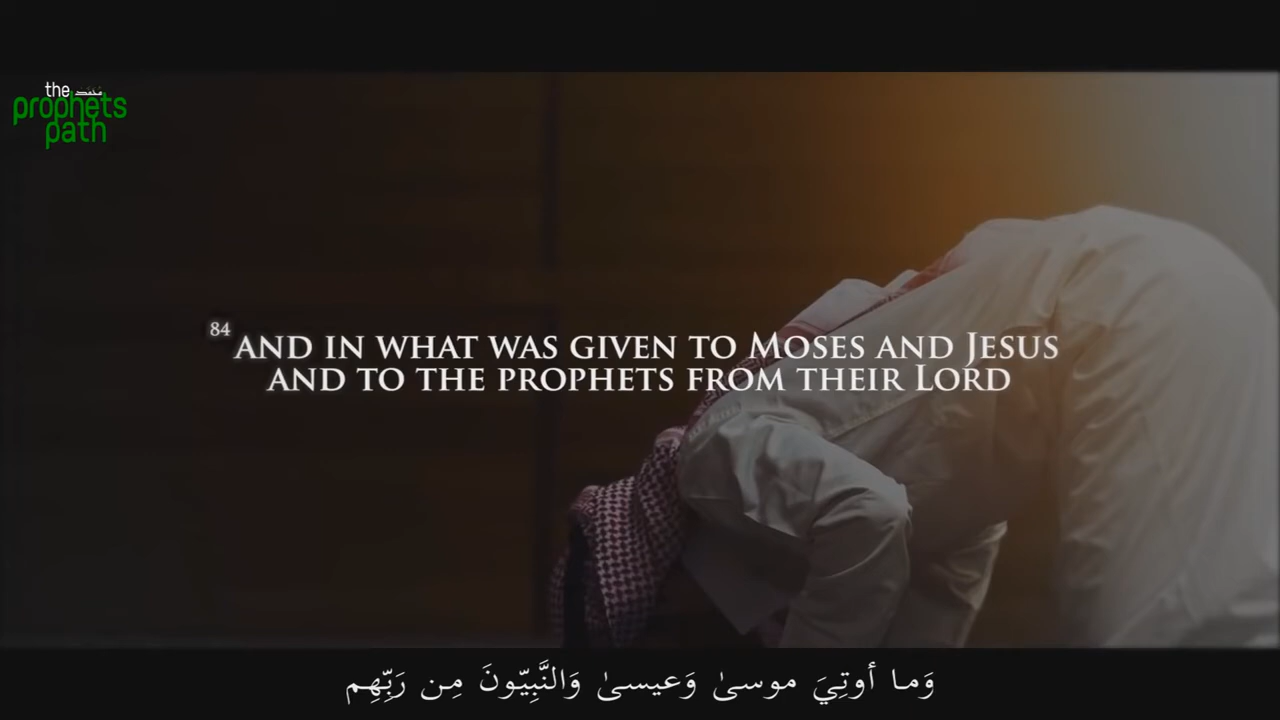 the
prophets
path
84 AND IN WHAT WAS GIVEN TO MOSES AND JESUS
AND TO THE PROPHETS FROM THEIR LORD
وَما أوتِيَ موسىٰ وَعيسىٰ وَالنَّبِيّونَ مِن رَبِّهِم